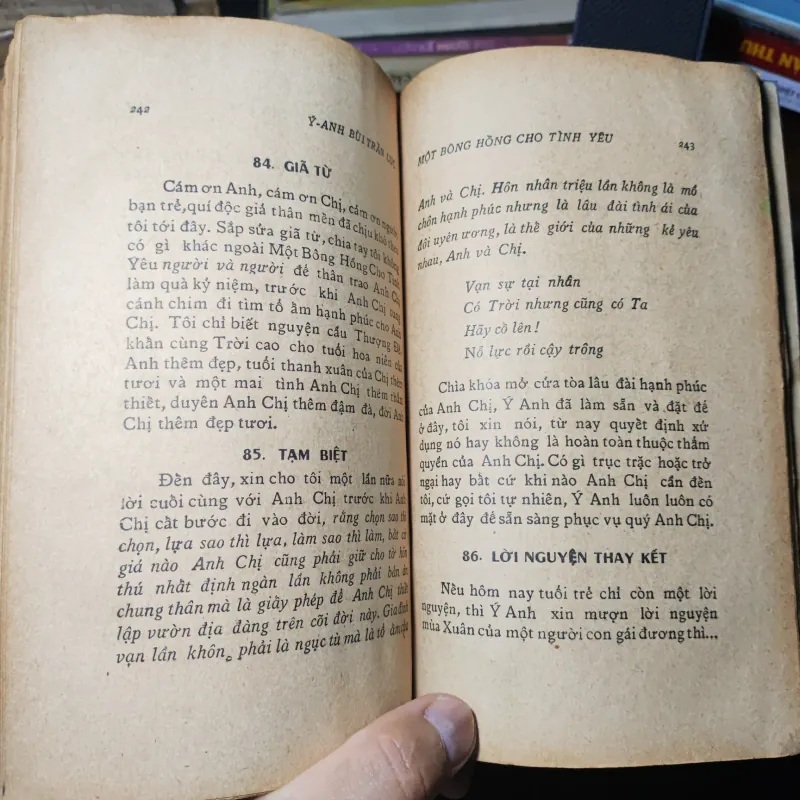 242
Ý-ANH BÙI TRẦN
84. GIÃ TỪ
Cám ơn Anh, cám ơn Chị, cám ơn
bạn trẻ, quí độc giả thân mến đã chịu khó
tôi tới đây. Sắp sửa giã từ, chia tay tôi không
có gì khác ngoài Một Bông Hồng Cho Tình
Yêu người và người để thân trao Anh Chị
làm quà kỷ niệm, trước khi Anh Chị tung
cánh chim đi tìm tổ ấm hạnh phúc cho Anh
Chị. Tôi chỉ biết nguyện cầu Thượng Đế,
khấn cùng Trời cao cho tuổi hoa niên của
Anh thêm đẹp, tuổi thanh xuân của Chị thêm
tươi và một mai tình Anh Chị thêm thắm
thiết, duyên Anh Chị thêm đậm đà, đời Anh
Chị thêm đẹp tươi.
85. TẠM BIỆT
Đến đây, xin cho tôi một lần nữa nói
lời cuối cùng với Anh Chị trước khi Anh
Chị cất bước đi vào đời, rằng chọn sao thì
chọn, lựa sao thì lựa, làm sao thì làm, bất cứ
giá nào Anh Chị cũng phải giữ cho tờ hôn
thú nhất định ngàn lần không phải bản án
chung thân mà là giấy phép để Anh Chị thiết
lập vườn địa đàng trên cõi đời này. Gia đình
vạn lần không phải là ngục tù mà là tổ ấm của
MỘT BÔNG HỒNG CHO TÌNH YÊU
243
Anh và Chị. Hôn nhân triệu lần không là mồ
chôn hạnh phúc nhưng là lâu đài tình ái của
đôi uyên ương, là thế giới của những kẻ yêu
nhau, Anh và Chị.
Vạn sự tại nhân
Có Trời nhưng cũng có Ta
Hãy cố lên!
Nỗ lực rồi cậy trông
Chìa khóa mở cửa tòa lâu đài hạnh phúc
của Anh Chị, Ý Anh đã làm sẵn và đặt để
ở đây, tôi xin nói, từ nay quyết định xử
dụng nó hay không là hoàn toàn thuộc thẩm
quyền của Anh Chị. Có gì trục trặc hoặc trở
ngại hay bất cứ khi nào Anh Chị cần đến
tôi, cứ gọi tôi tự nhiên, Ý Anh luôn luôn có
mặt ở đây để sẵn sàng phục vụ quý Anh Chị.
86. LỜI NGUYỆN THAY KẾT
Nếu hôm nay tuổi trẻ chỉ còn một lời
nguyện, thì Ý Anh xin mượn lời nguyện
mùa Xuân của một người con gái đương thì...